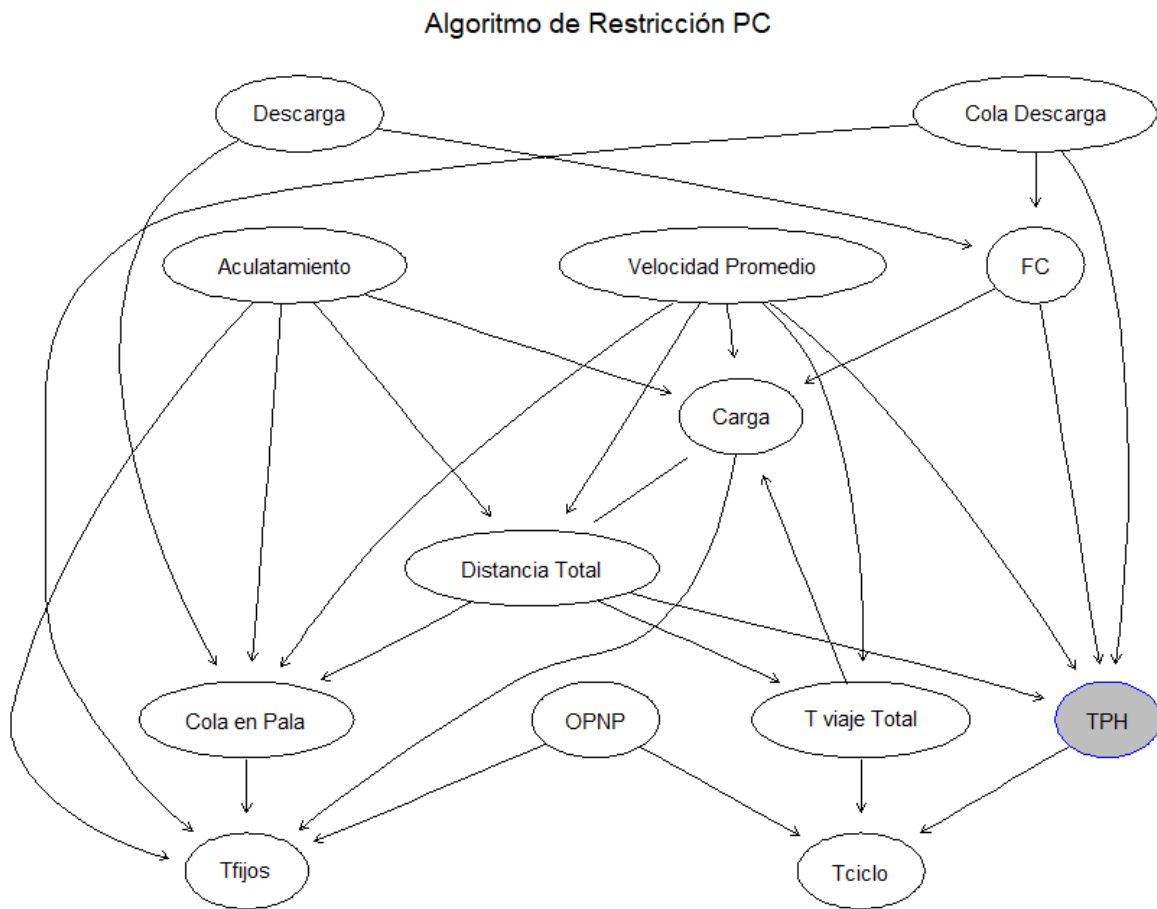 Algoritmo de Restricción PC
Descarga
Cola Descarga
Aculatamiento
Velocidad Promedio
FC
Carga
Distancia Total
Cola en Pala
OPNP
T viaje Total
TPH
Tfijos
Tciclo